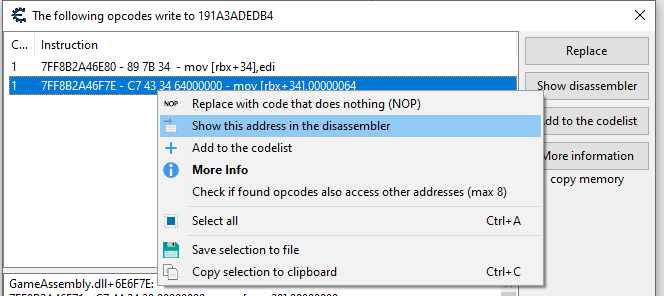 The following opcodes write to 191A3ADEDB4
C... Instruction
1 7FF8B2A46E80 - 89 7B 34 - mov [rbx+34],edi
1 7FF8B2A46F7E - C7 43 34 64000000 - mov [rbx+34],00000064
Replace
Show disassembler
Add to the codelist
More information
copy memory
NOP Replace with code that does nothing (NOP)
Show this address in the disassembler
Add to the codelist
More Info
Check if found opcodes also access other addresses (max 8)
Select all Ctrl+A
Save selection to file
Copy selection to clipboard Ctrl+C
GameAssembly.dll+6E6F7E: